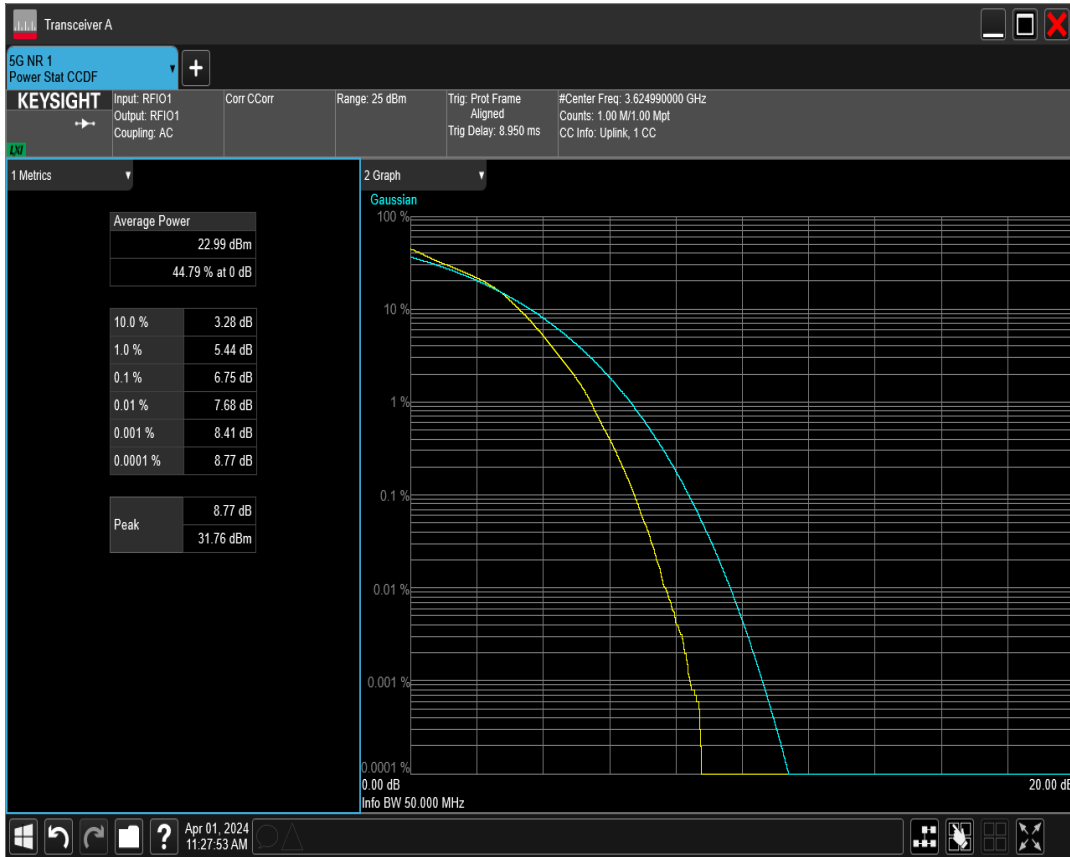 Transceiver A
5G NR 1
Power Stat CCDF
+
KEYSIGHT
LXI
Input: RFIO1
Output: RFIO1
Coupling: AC
Corr CCorr
Range: 25 dBm
Trig: Prot Frame
Aligned
Trig Delay: 8.950 ms
#Center Freq: 3.624990000 GHz
Counts: 1.00 M/1.00 Mpt
CC Info: Uplink, 1 CC
1 Metrics
Average Power
22.99 dBm
44.79 % at 0 dB
10.0 % 3.28 dB
1.0 % 5.44 dB
0.1 % 6.75 dB
0.01 % 7.68 dB
0.001 % 8.41 dB
0.0001 % 8.77 dB
Peak 8.77 dB
31.76 dBm
2 Graph
Gaussian
100 %
10 %
1 %
0.1 %
0.01 %
0.001 %
0.0001 %
0.00 dB 20.00 dB
Info BW 50.000 MHz
?
Apr 01, 2024
11:27:53 AM